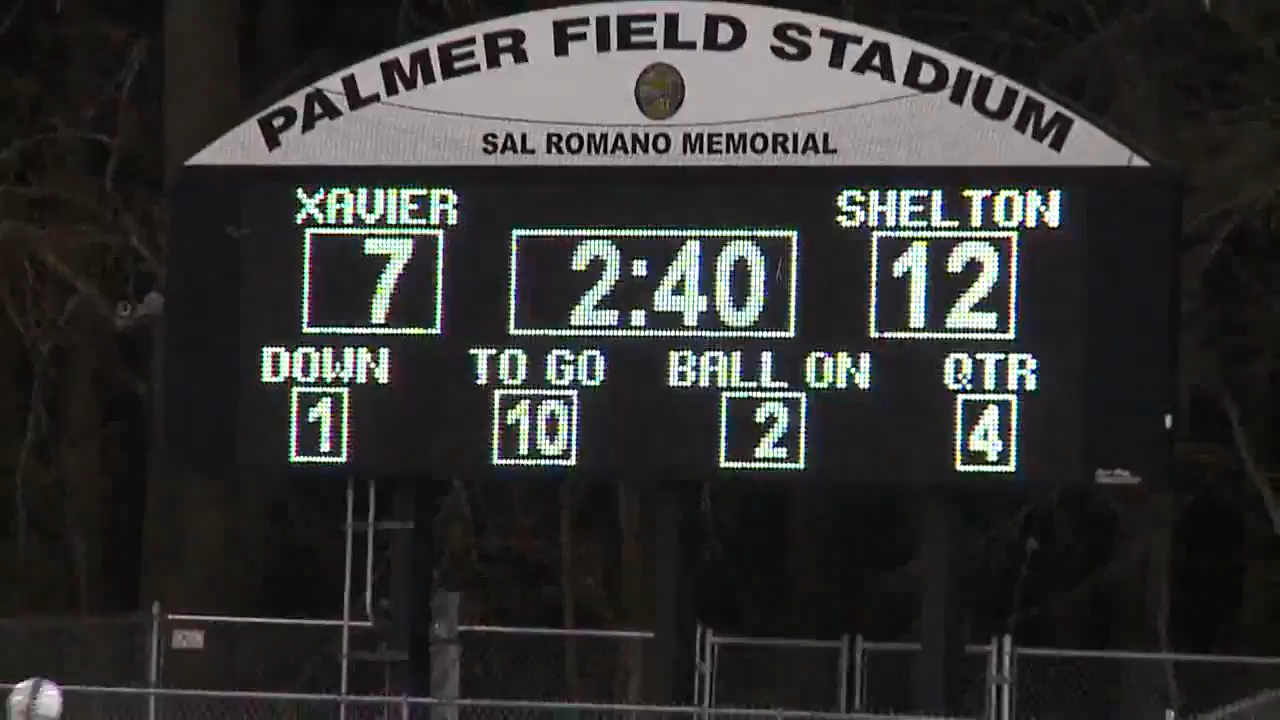 PALMER FIELD STADIUM
SAL ROMANO MEMORIAL
XAVIER SHELTON
7 2:40 12
DOWN TO GO BALL ON QTR
1 10 2 4